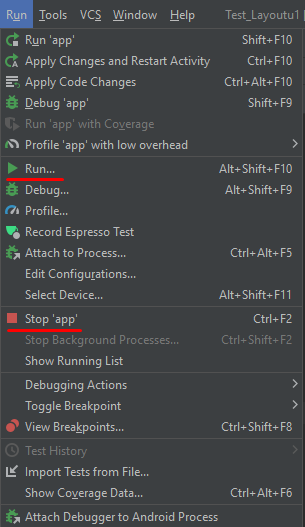 Run Tools VCS Window Help Test_Layoutu1
Run 'app' Shift+F10
Apply Changes and Restart Activity Ctrl+F10
Apply Code Changes Ctrl+Alt+F10
Debug 'app' Shift+F9
Run 'app' with Coverage
Profile 'app' with low overhead
Run... Alt+Shift+F10
Debug... Alt+Shift+F9
Profile...
Record Espresso Test
Attach to Process... Ctrl+Alt+F5
Edit Configurations...
Select Device... Alt+Shift+F11
Stop 'app' Ctrl+F2
Stop Background Processes... Ctrl+Shift+F2
Show Running List
Debugging Actions
Toggle Breakpoint
View Breakpoints... Ctrl+Shift+F8
Test History
Import Tests from File...
Show Coverage Data... Ctrl+Alt+F6
Attach Debugger to Android Process